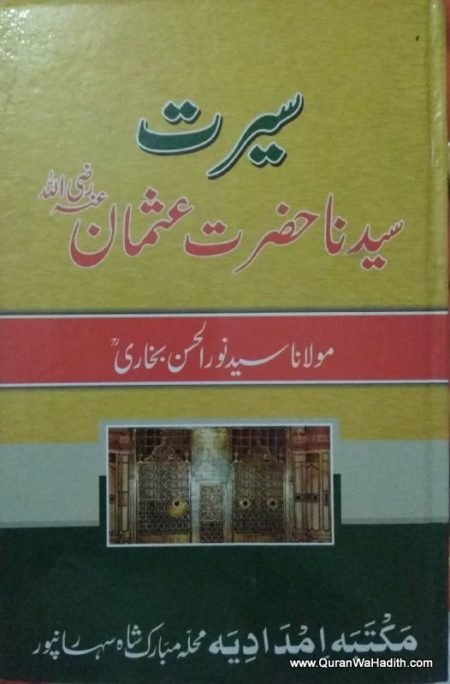 سیرت
سیدنا حضرت عثمان رضی اللہ عنہ
مولانا سید نور الحسن بخاریؒ
مکتبہ امدادیہ محلہ مبارک شاہ سہارنپور
www.QuranWaHadith.com